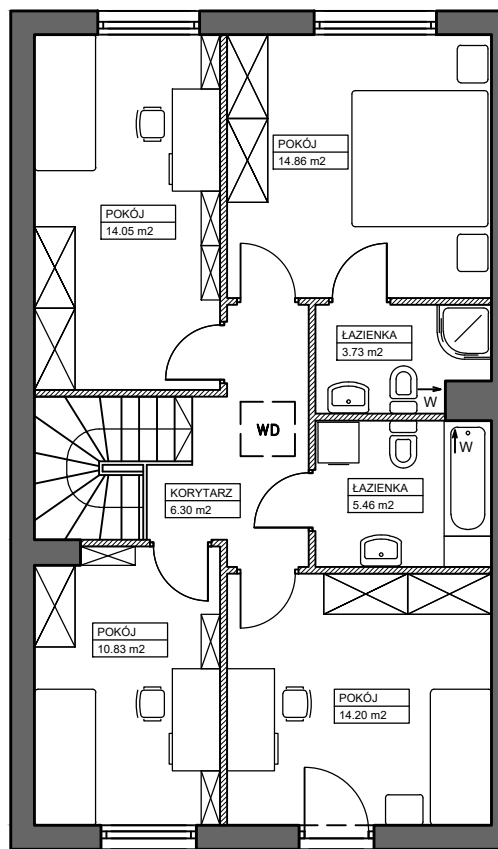 POKÓJ
14.86 m2
POKÓJ
14.05 m2
ŁAZIENKA
3.73 m2
W
WD
W
KORYTARZ
6.30 m2
ŁAZIENKA
5.46 m2
POKÓJ
10.83 m2
POKÓJ
14.20 m2